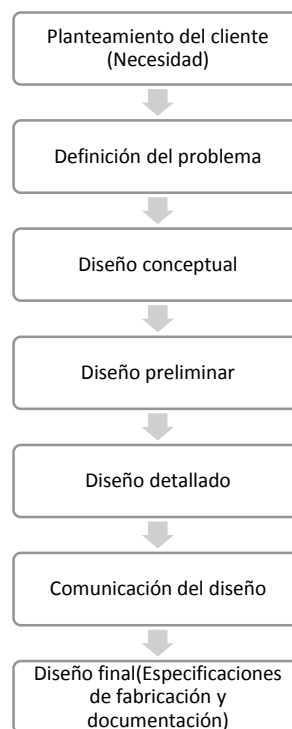 Planteamiento del cliente
(Necesidad)
Definición del problema
Diseño conceptual
Diseño preliminar
Diseño detallado
Comunicación del diseño
Diseño final(Especificaciones
de fabricación y
documentación)